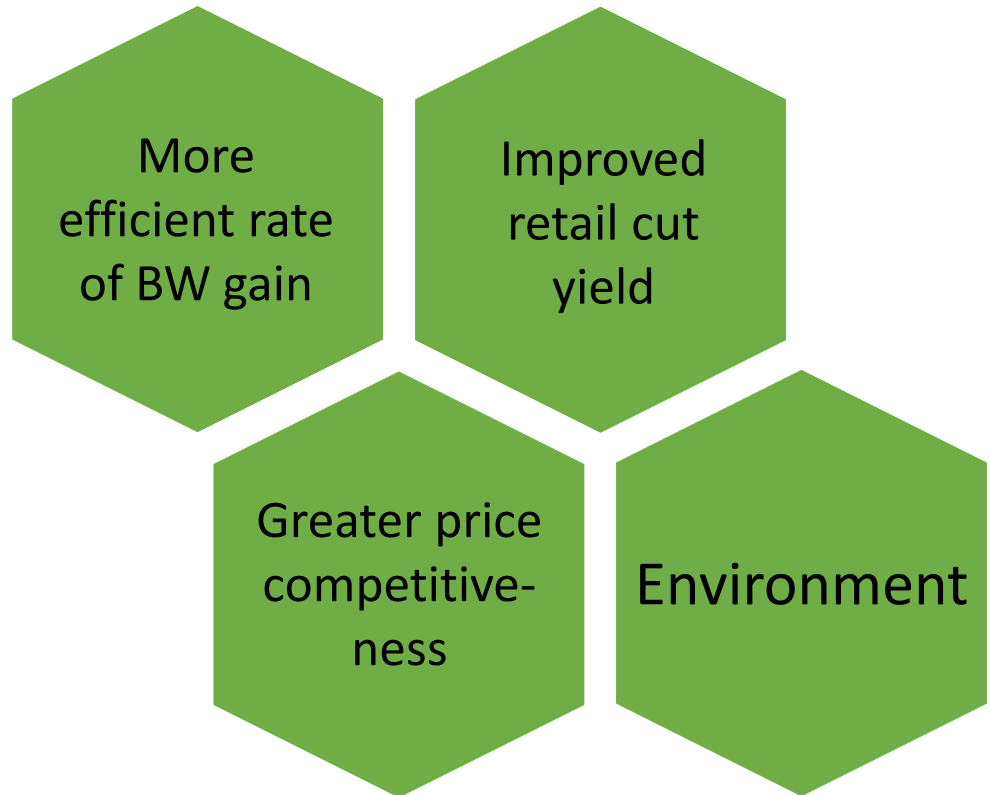 More
efficient rate
of BW gain
Improved
retail cut
yield
Greater price
competitive-
ness
Environment